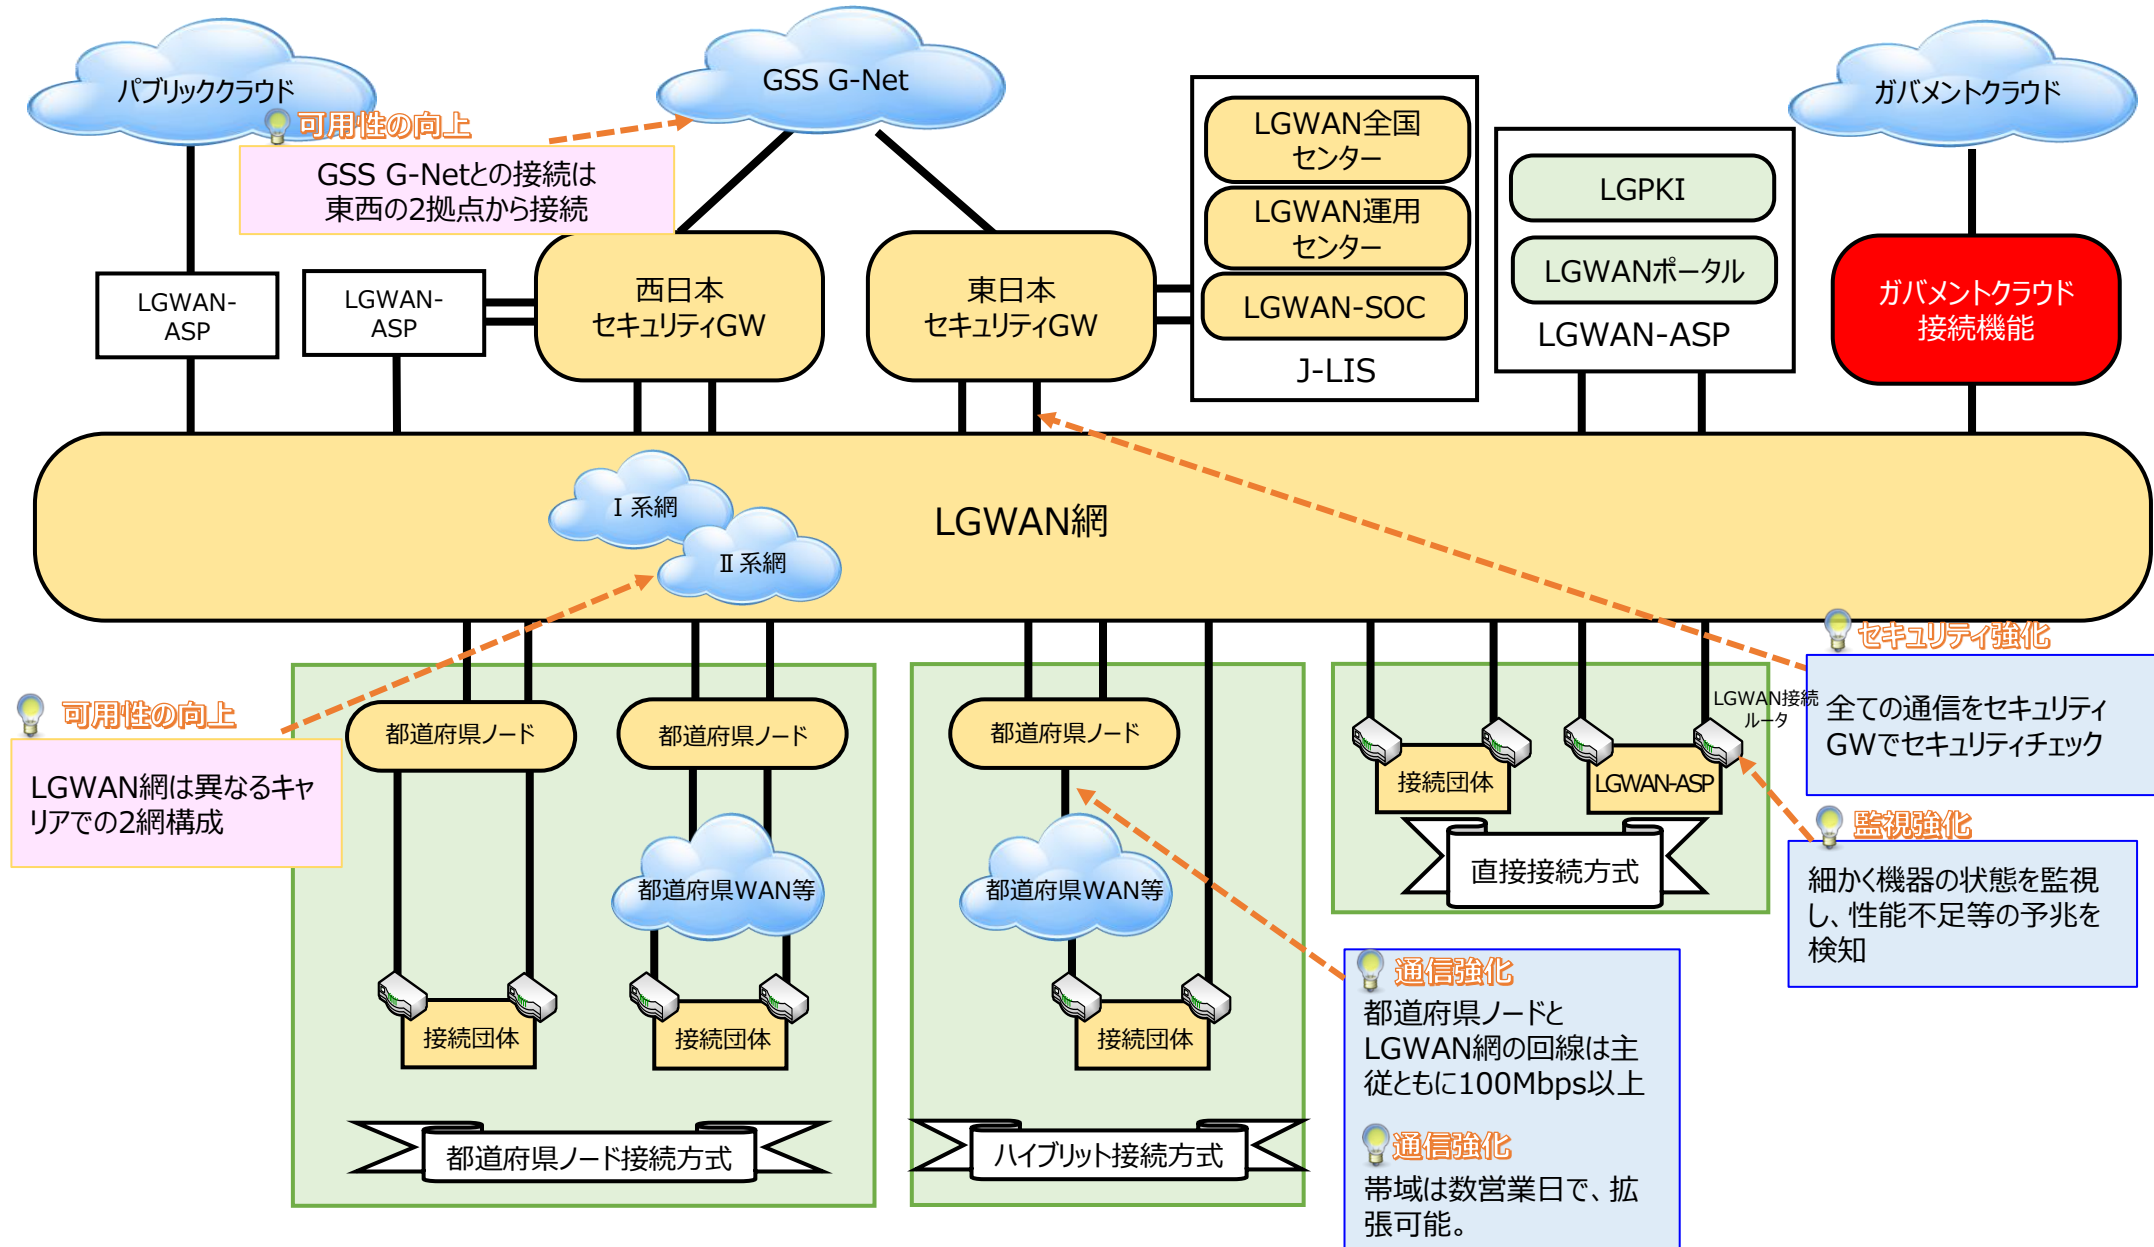 パブリッククラウド
GSS G-Net
ガバメントクラウド
可用性の向上
GSS G-Netとの接続は
東西の2拠点から接続
LGWAN全国
センター
LGWAN運用
センター
LGWAN-SOC
J-LIS
LGPKI
LGWANポータル
LGWAN-ASP
LGWAN-
ASP
LGWAN-
ASP
西日本
セキュリティGW
東日本
セキュリティGW
ガバメントクラウド
接続機能
Ⅰ系網
Ⅱ系網
LGWAN網
セキュリティ強化
全ての通信をセキュリティ
GWでセキュリティチェック
可用性の向上
LGWAN網は異なるキャ
リアでの2網構成
都道府県ノード
都道府県ノード
都道府県ノード
LGWAN接続
ルータ
接続団体
LGWAN-ASP
直接接続方式
監視強化
細かく機器の状態を監視
し、性能不足等の予兆を
検知
都道府県WAN等
都道府県WAN等
接続団体
接続団体
接続団体
都道府県ノード接続方式
ハイブリット接続方式
通信強化
都道府県ノードと
LGWAN網の回線は主
従ともに100Mbps以上
通信強化
帯域は数営業日で、拡
張可能。